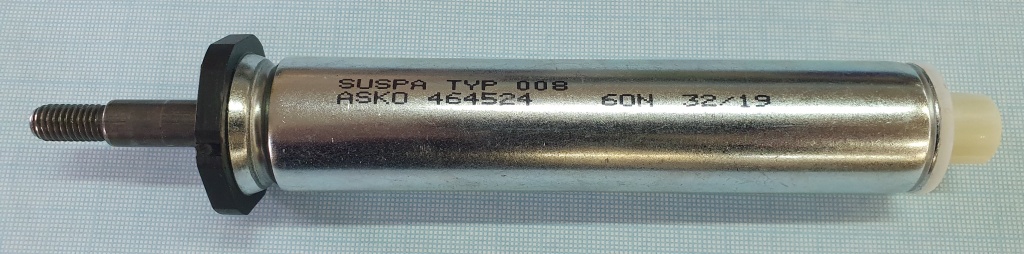 SUSPA TYP 008
ASKO 464524 60N 32/19